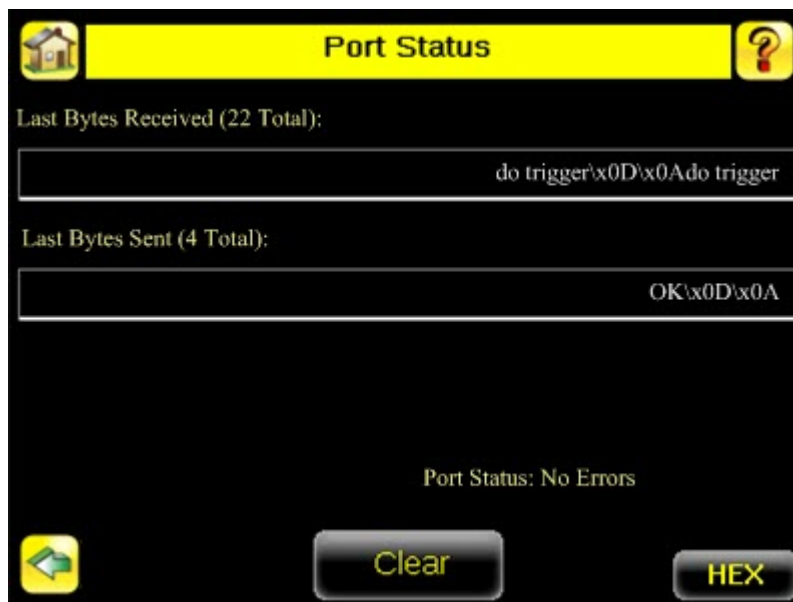 Port Status
?
Last Bytes Received (22 Total):
do trigger\x0D\x0Ado trigger
Last Bytes Sent (4 Total):
OK\x0D\x0A
Port Status: No Errors
Clear
HEX